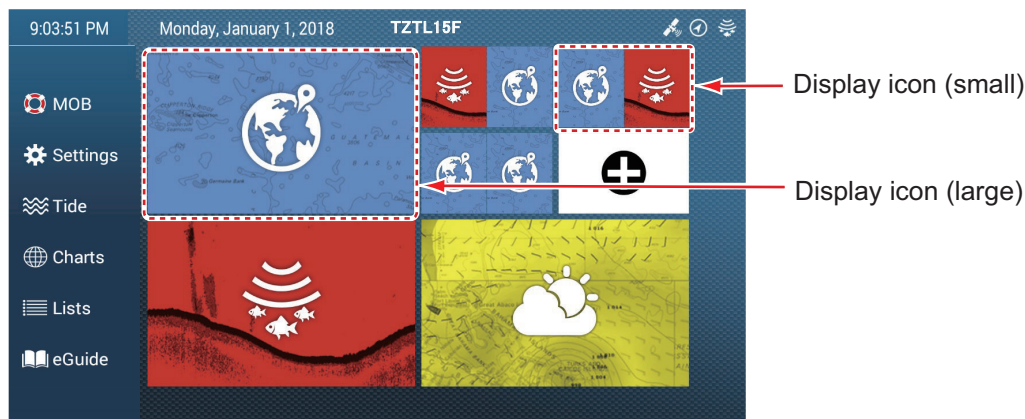 9:03:51 PM Monday, January 1, 2018 TZTL15F
Display icon (small)
MOB
Settings
Display icon (large)
Tide
Charts
Lists
eGuide